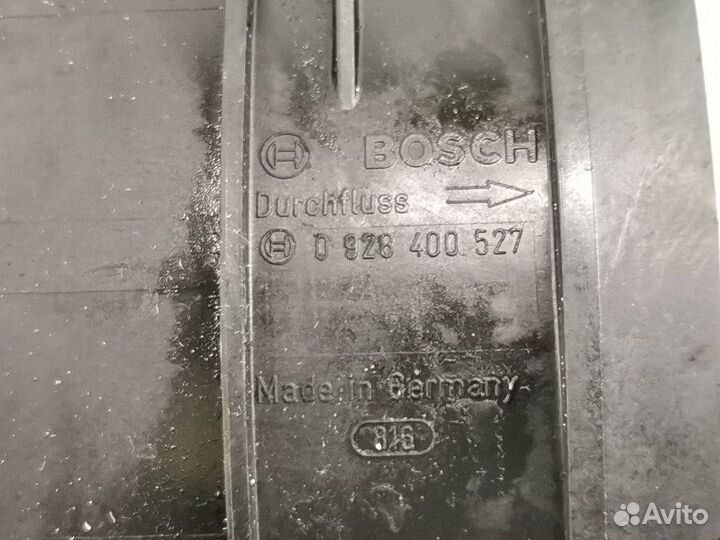 BOSCH
Durchfluss
0 928 400 527
Made in Germany
816
Avito